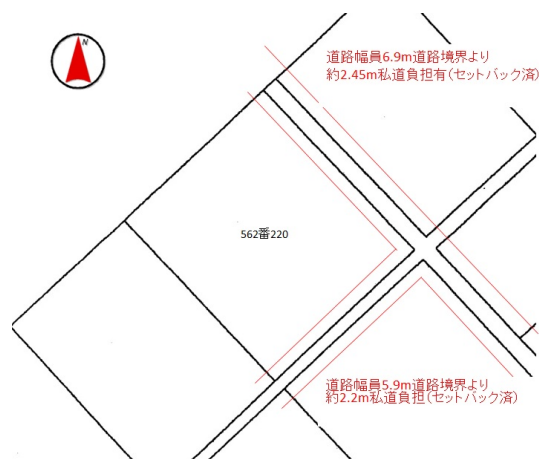 N
道路幅員6.9m道路境界より
約2.45m私道負担有(セットバック済)
562番220
道路幅員5.9m道路境界より
約2.2m私道負担(セットバック済)